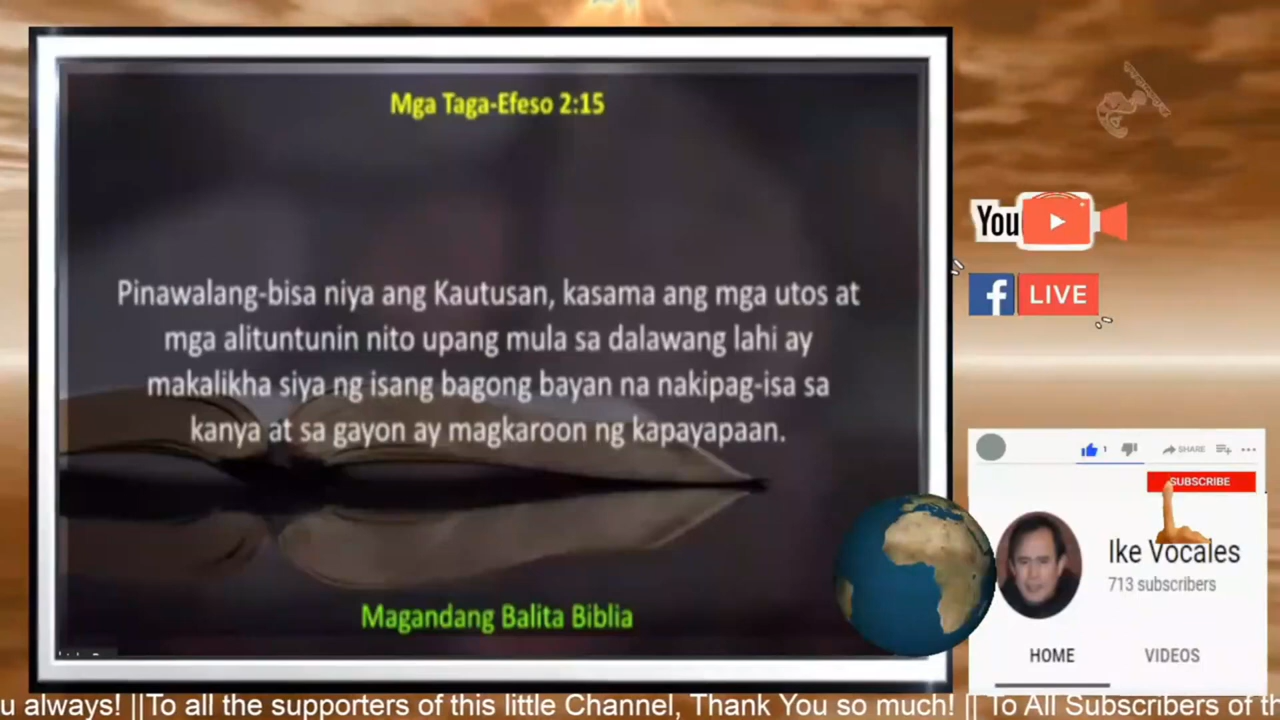 Mga Taga-Efeso 2:15
Pinawalang-bisa niya ang Kautusan, kasama ang mga utos at
mga alituntunin nito upang mula sa dalawang lahi ay
makalikha siya ng isang bagong bayan na nakipag-isa sa
kanya at sa gayon ay magkaroon ng kapayapaan.
Magandang Balita Biblia
You
f LIVE
1 SHARE
SUBSCRIBE
Ike Vocales
713 subscribers
HOME VIDEOS
u always! ||To all the supporters of this little Channel, Thank You so much! || To All Subscribers of th